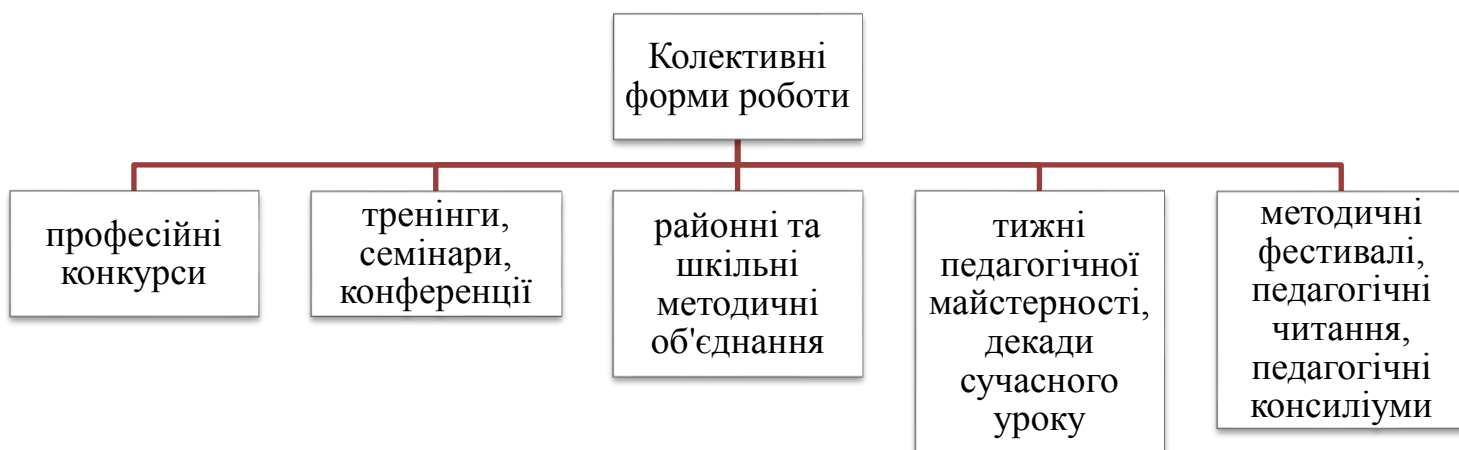 Колективні
форми роботи
професійні
конкурси
тренінги,
семінари,
конференції
районні та
шкільні
методичні
об'єднання
тижні
педагогічної
майстерності,
декади
сучасного
уроку
методичні
фестивалі,
педагогічні
читання,
педагогічні
консиліуми